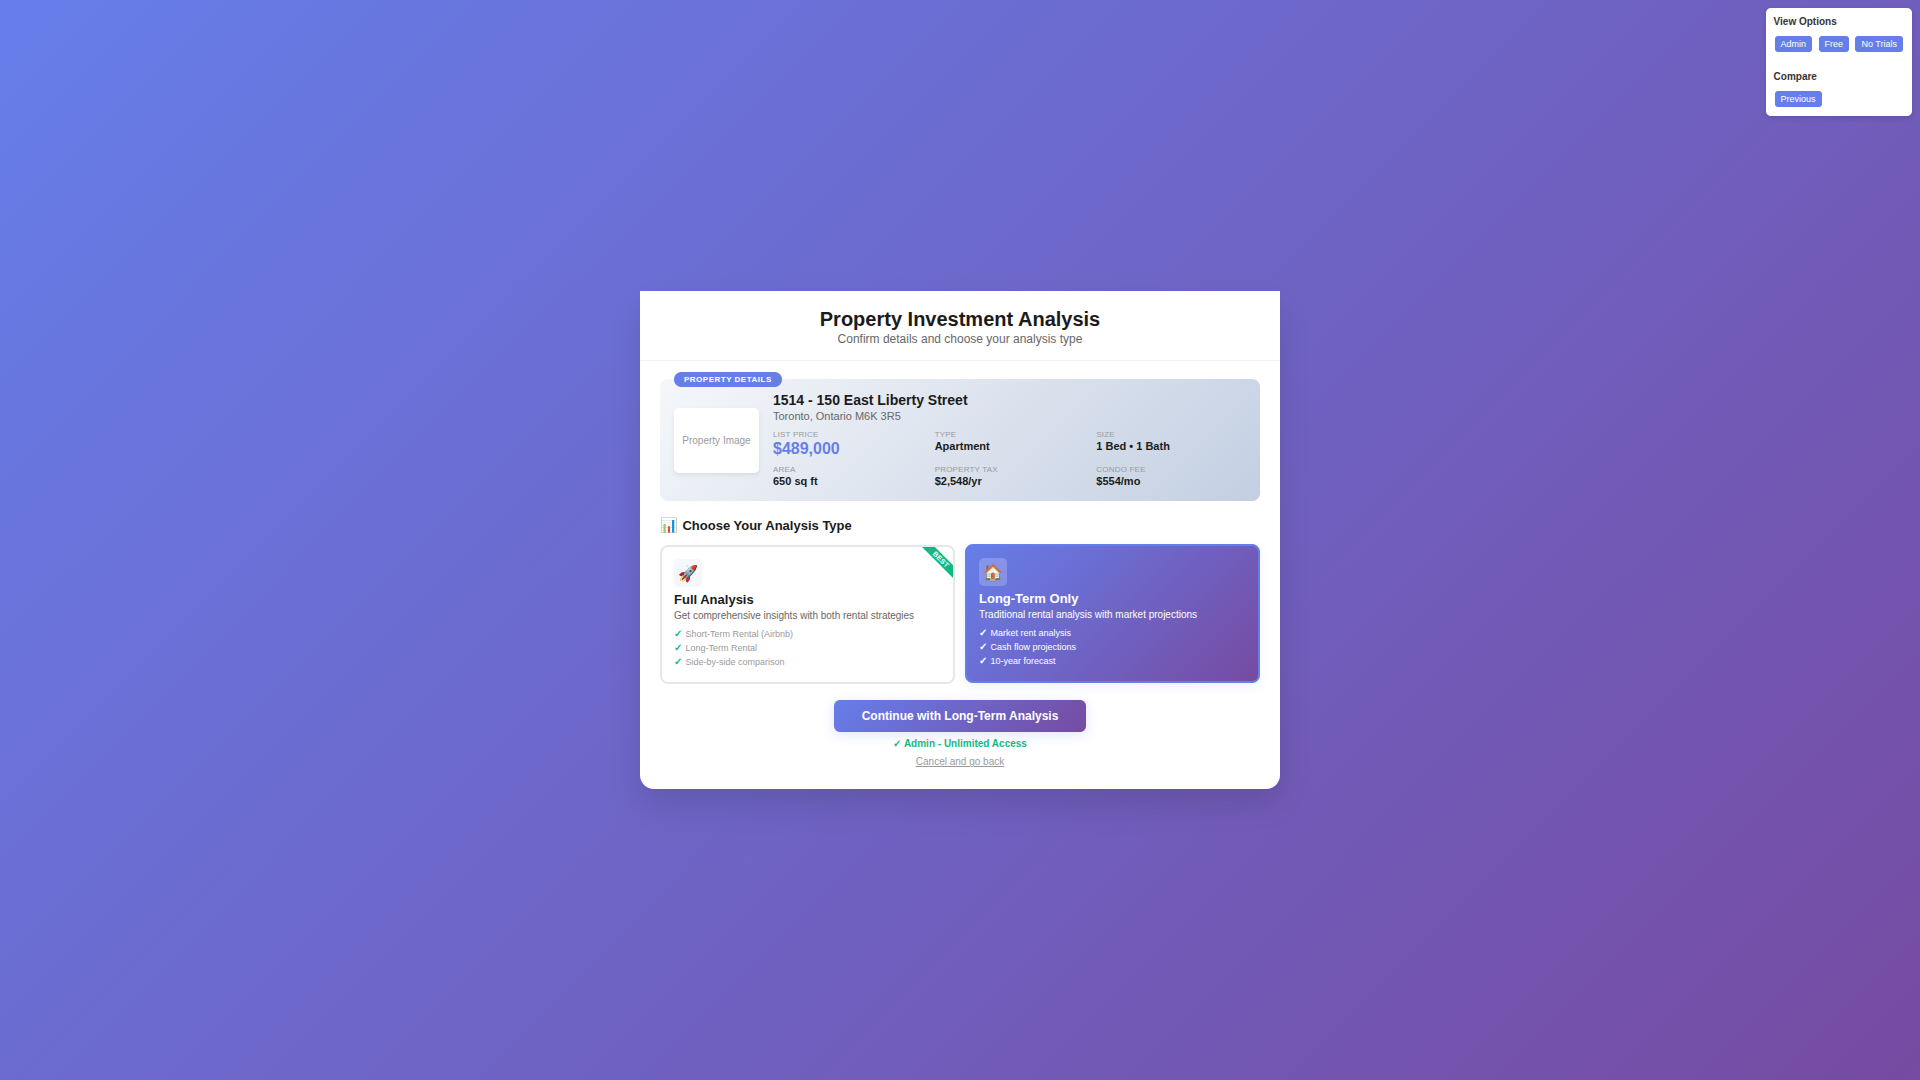 View Options
Admin Free No Trials
Compare
Previous
Property Investment Analysis
Confirm details and choose your analysis type
PROPERTY DETAILS
Property Image
1514 - 150 East Liberty Street
Toronto, Ontario M6K 3R5
LIST PRICE TYPE SIZE
$489,000 Apartment 1 Bed • 1 Bath
AREA PROPERTY TAX CONDO FEE
650 sq ft $2,548/yr $554/mo
📊 Choose Your Analysis Type
BEST
🚀
Full Analysis
Get comprehensive insights with both rental strategies
✓ Short-Term Rental (Airbnb)
✓ Long-Term Rental
✓ Side-by-side comparison
🏠
Long-Term Only
Traditional rental analysis with market projections
✓ Market rent analysis
✓ Cash flow projections
✓ 10-year forecast
Continue with Long-Term Analysis
✓ Admin - Unlimited Access
Cancel and go back